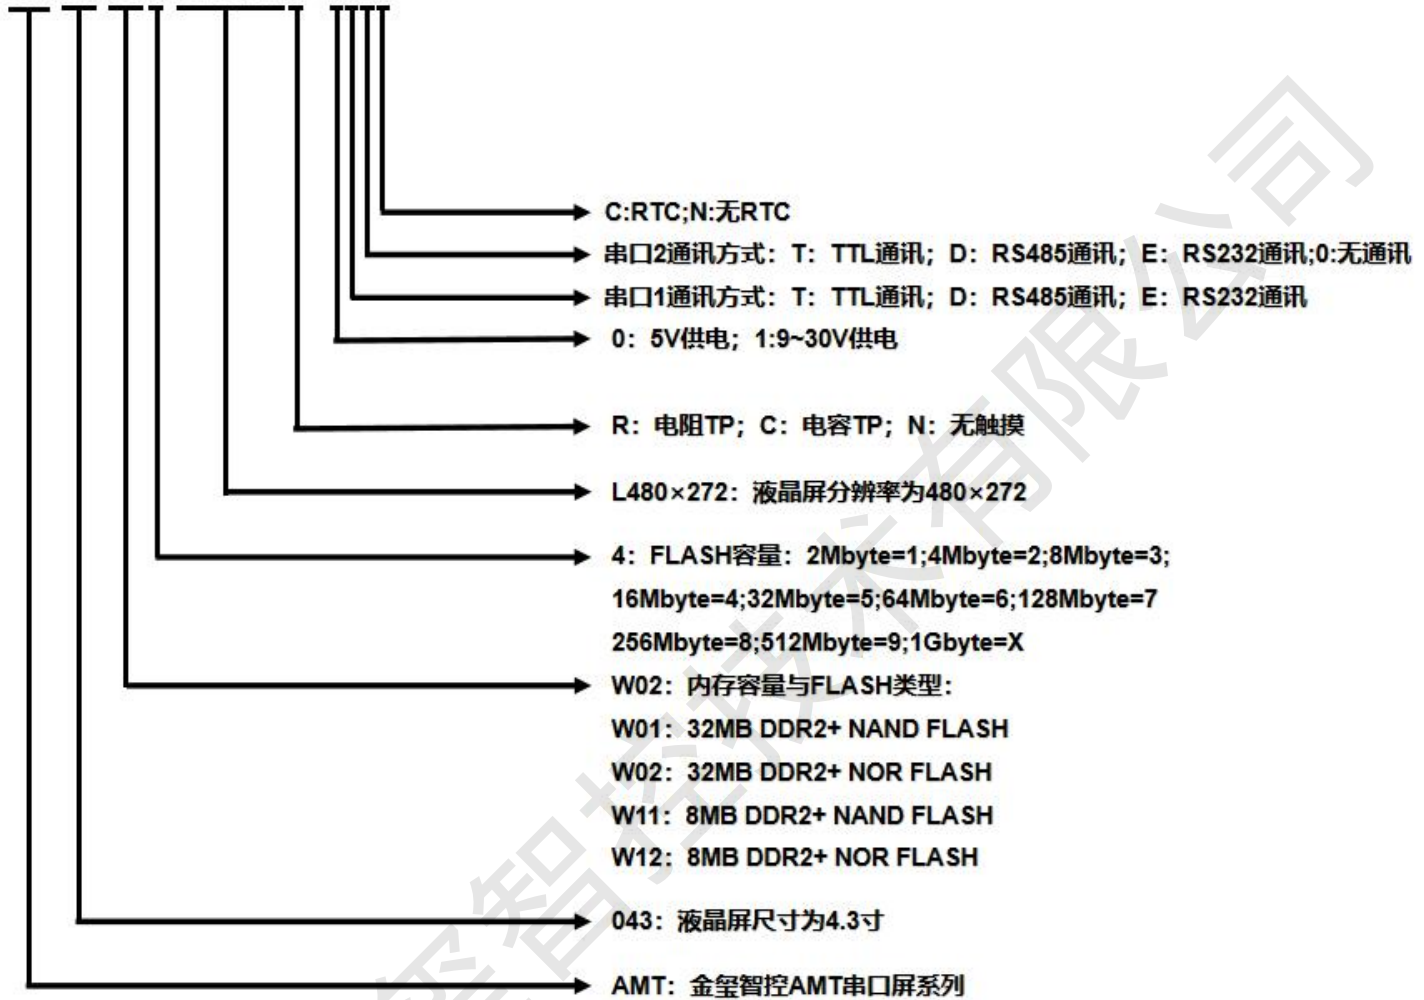 C:RTC;N:无RTC
串口2通讯方式：T：TTL通讯；D：RS485通讯；E：RS232通讯;0:无通讯
串口1通讯方式：T：TTL通讯；D：RS485通讯；E：RS232通讯
0：5V供电；1:9~30V供电
R：电阻TP；C：电容TP；N：无触摸
L480×272：液晶屏分辨率为480×272
4：FLASH容量：2Mbyte=1;4Mbyte=2;8Mbyte=3;
16Mbyte=4;32Mbyte=5;64Mbyte=6;128Mbyte=7
256Mbyte=8;512Mbyte=9;1Gbyte=X
W02：内存容量与FLASH类型：
W01：32MB DDR2+ NAND FLASH
W02：32MB DDR2+ NOR FLASH
W11：8MB DDR2+ NAND FLASH
W12：8MB DDR2+ NOR FLASH
043：液晶屏尺寸为4.3寸
AMT：金玺智控AMT串口屏系列
玺智控技术有限公司